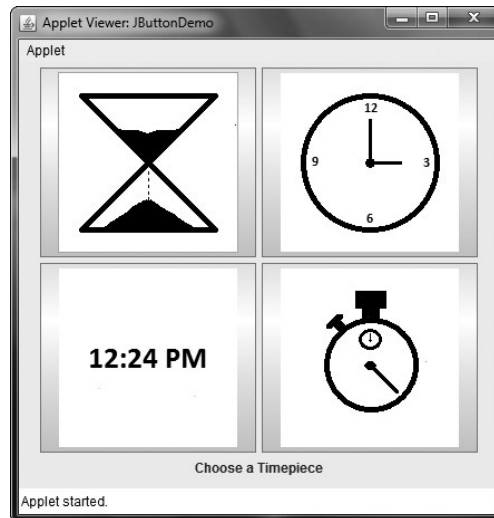 Applet Viewer: JButtonDemo
Applet
12
9
3
6
12:24 PM
Choose a Timepiece
Applet started.